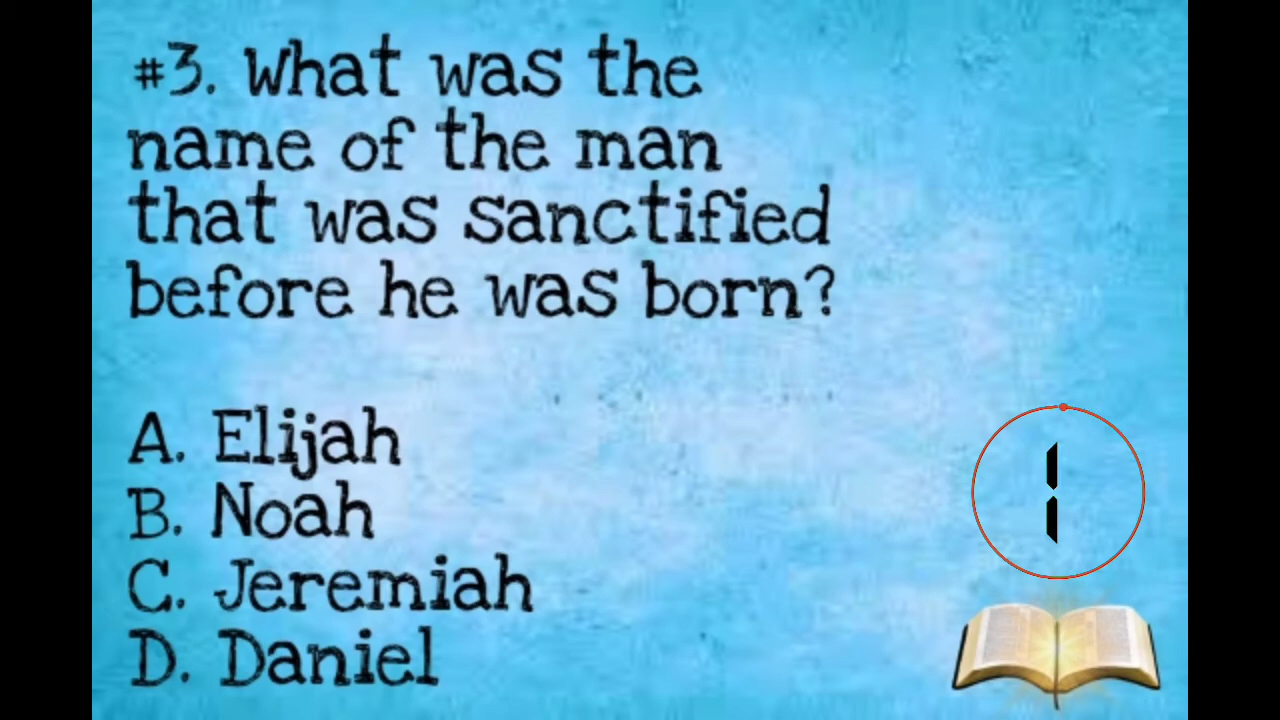 #3. What was the
name of the man
that was sanctified
before he was born?
A. Elijah
B. Noah
C. Jeremiah
D. Daniel
1